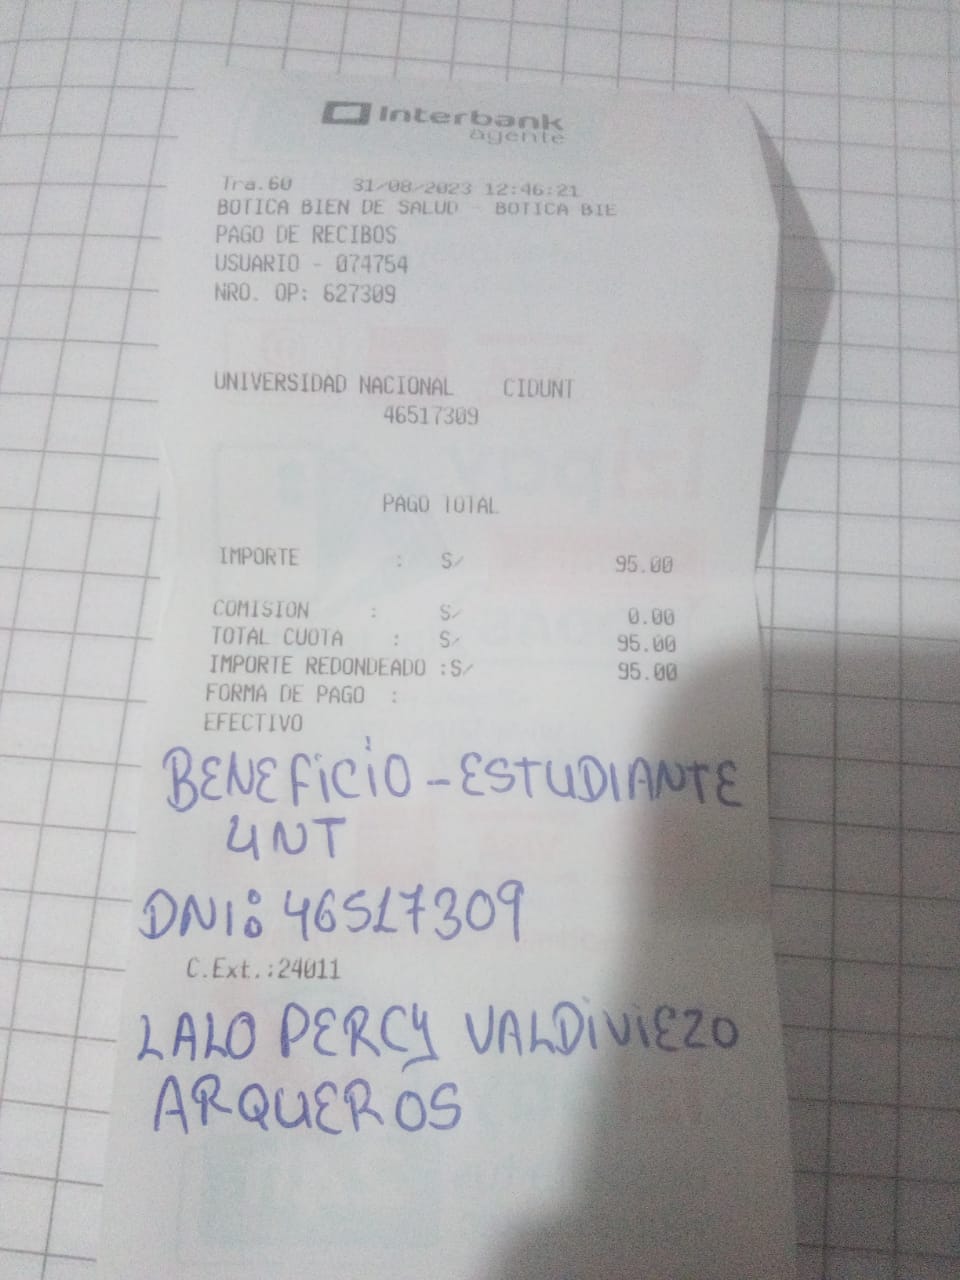 Interbank
agente
Tra.60 31/08/2023 12:46:21
BOTICA BIEN DE SALUD - BOTICA BIE
PAGO DE RECIBOS
USUARIO - 074754
NRO. OP: 627309
UNIVERSIDAD NACIONAL CIDUNT
46517309
PAGO TOTAL
IMPORTE : S/ 95.00
COMISION : S/ 0.00
TOTAL CUOTA : S/ 95.00
IMPORTE REDONDEADO :S/ 95.00
FORMA DE PAGO :
EFECTIVO
BENEFICIO - ESTUDIANTE
UNT
DNI: 46517309
C.Ext.:24011
LALO PERCY VALDIVIEZO
ARQUEROS